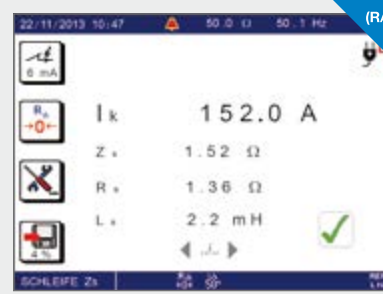 (RA
22/11/2013 10:47 50.0 Ω 50.1 Hz
6 mA
Ik 152.0 A
Zs 1.52 Ω
Rs 1.36 Ω
Ls 2.2 mH
4 %
SCHLEIFE Zs